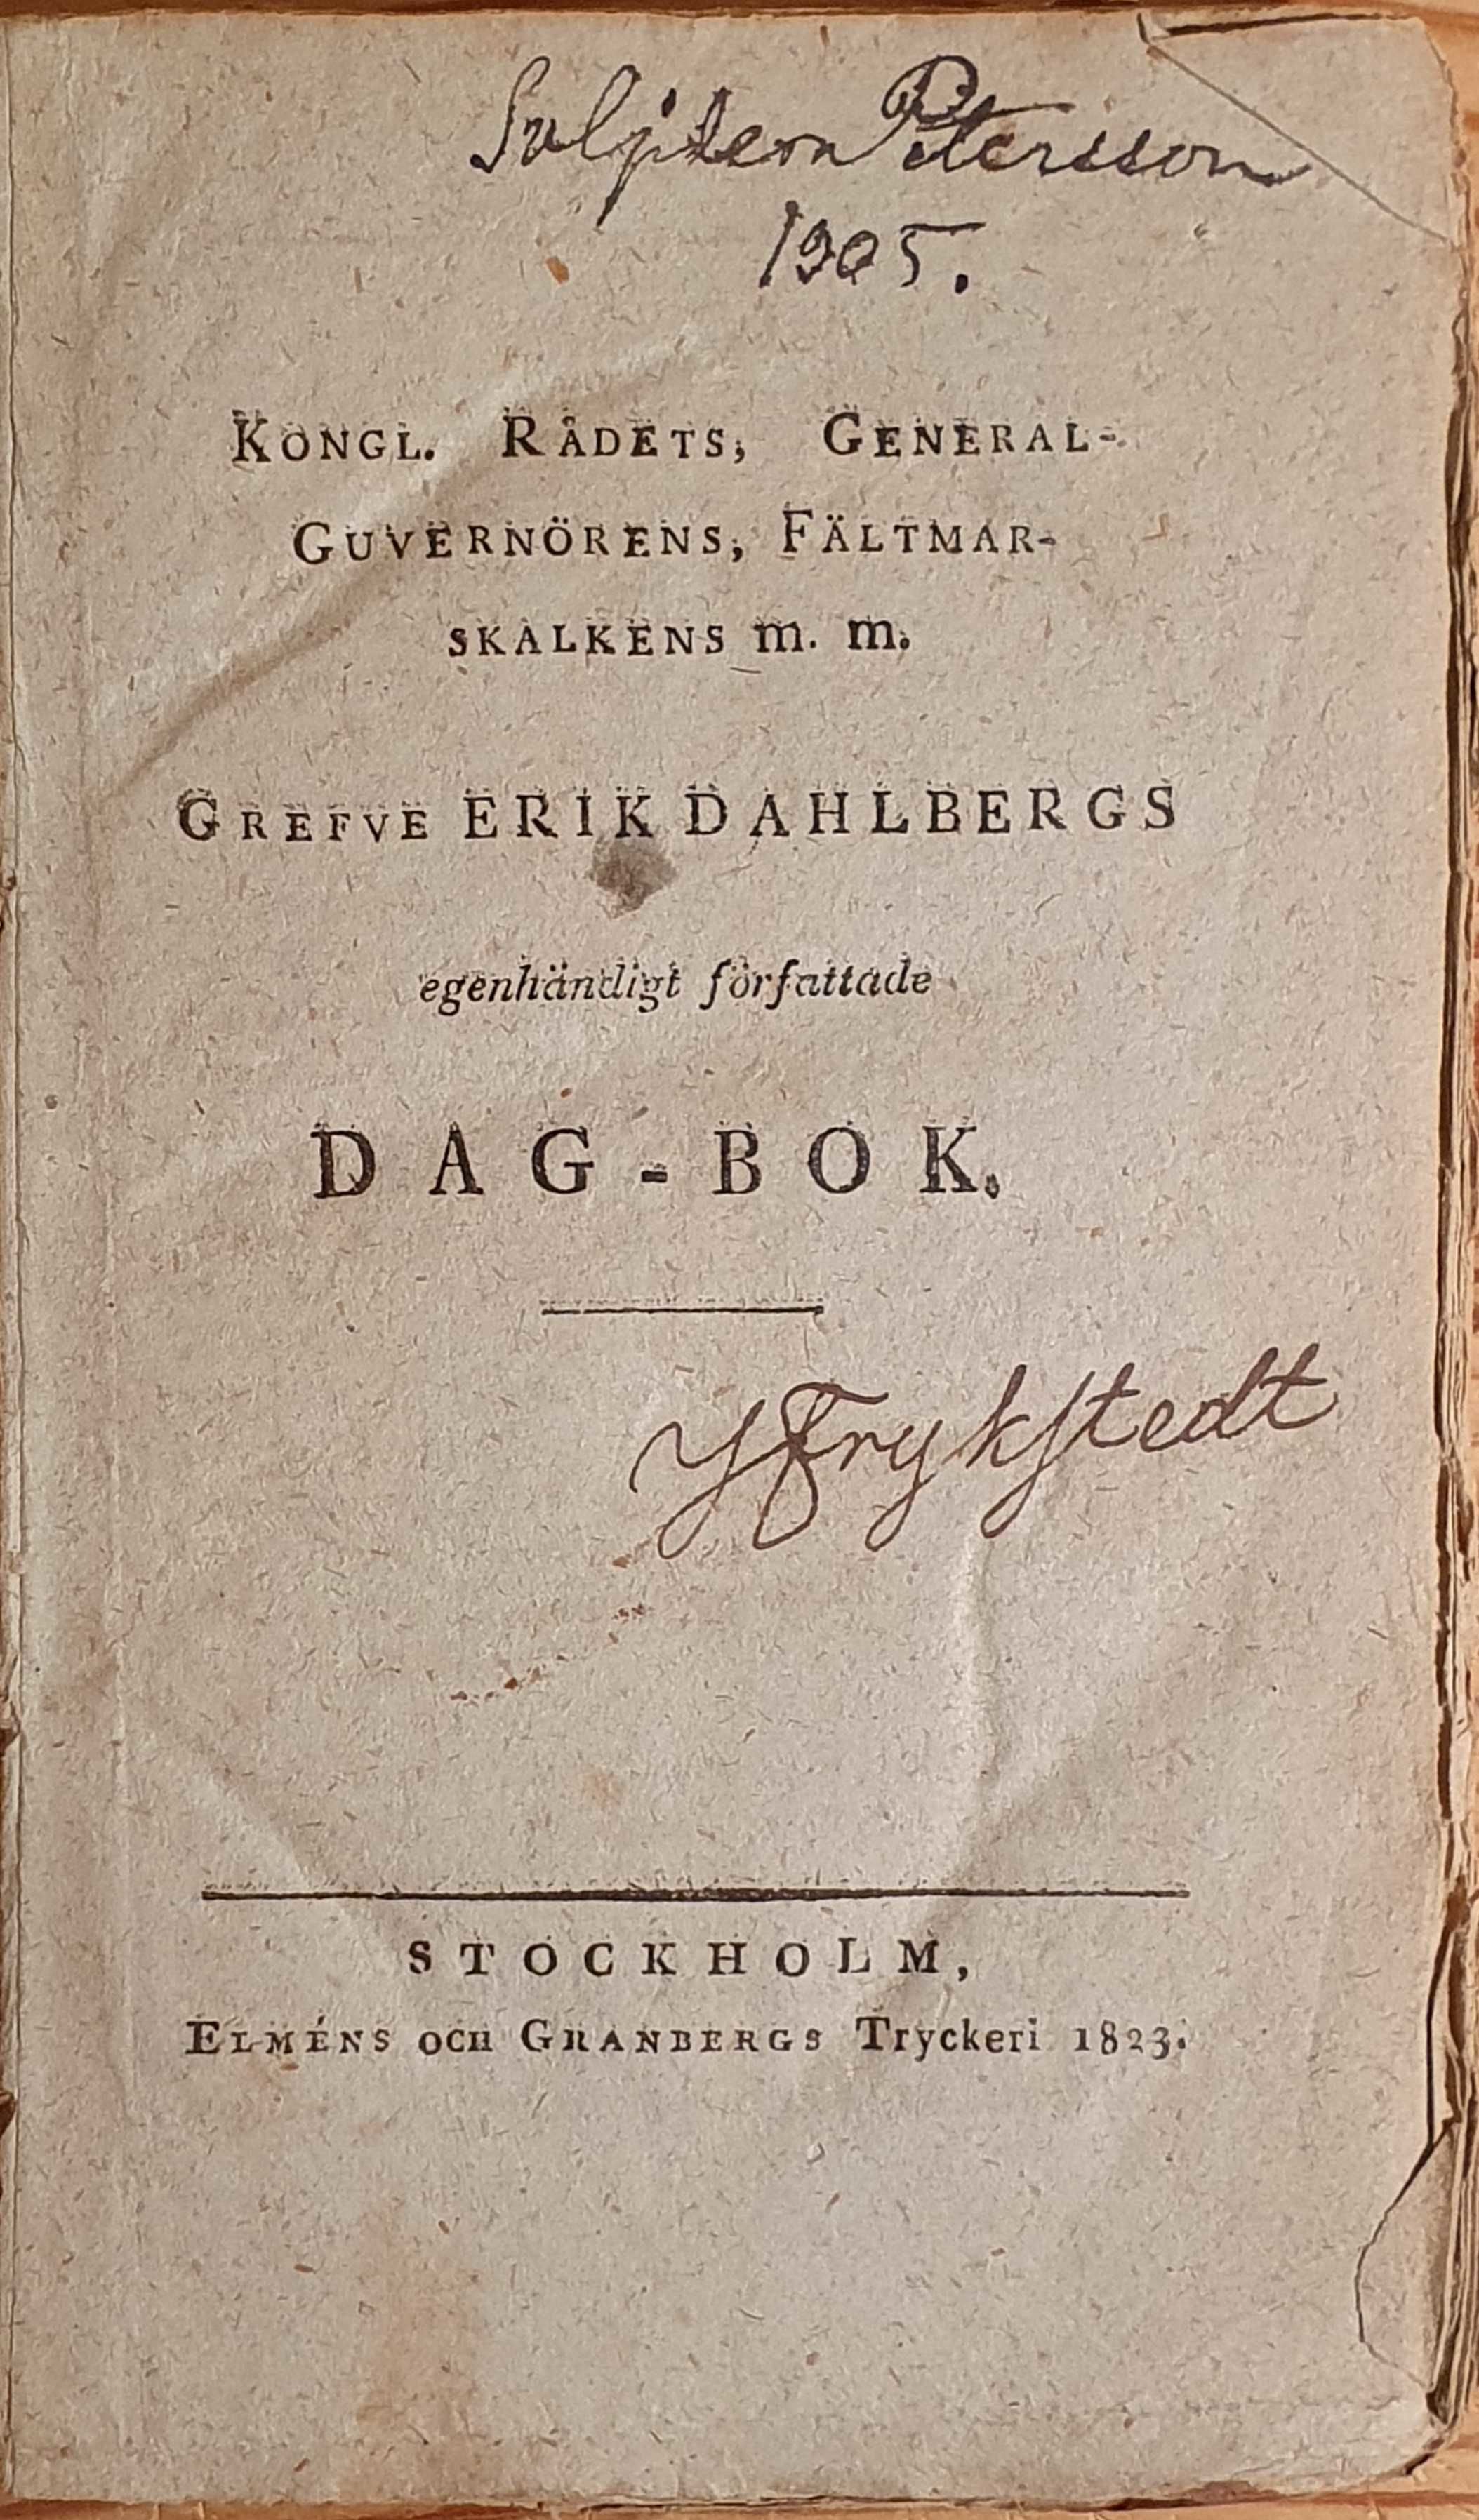 Petersson
1905.
KONGL. RÅDETS, GENERAL-
GUVERNÖRENS, FÄLTMAR-
SKALKENS m. m.
GREFVE ERIK DAHLBERGS
egenhändigt författade
DAG-BOK.
Frykstedt
STOCKHOLM,
ELMÉNS OCH GRANBERGS Tryckeri 1823.